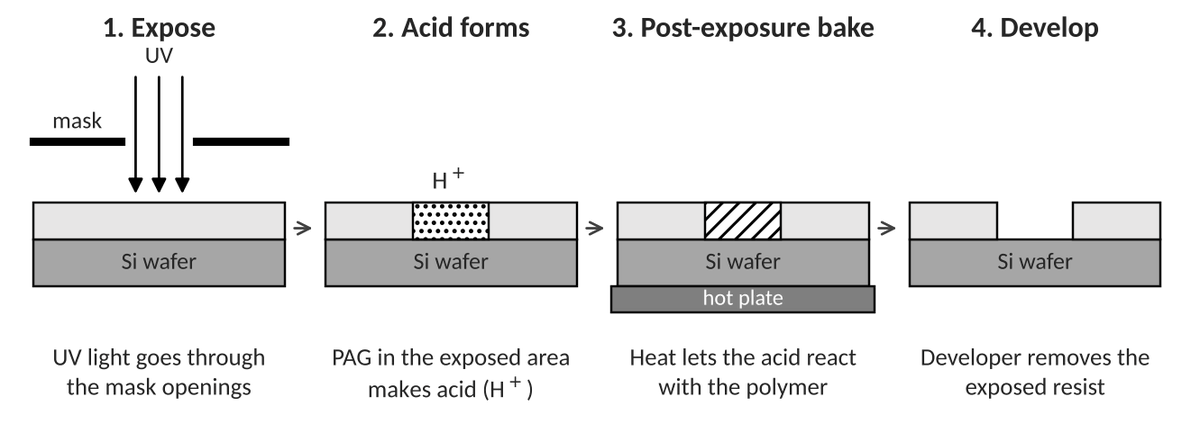 1. Expose
UV
mask
Si wafer
UV light goes through
the mask openings
2. Acid forms
H⁺
Si wafer
PAG in the exposed area
makes acid (H⁺)
3. Post-exposure bake
Si wafer
hot plate
Heat lets the acid react
with the polymer
4. Develop
Si wafer
Developer removes the
exposed resist